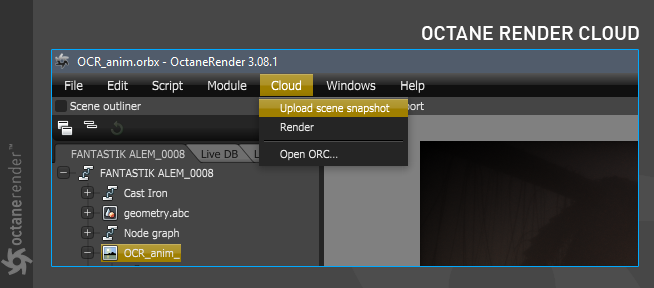 OCTANE RENDER CLOUD
OCR_anim.orbx - OctaneRender 3.08.1
File Edit Script Module Cloud Windows Help
Scene outliner
Upload scene snapshot
port
Render
Open ORC...
FANTASTIK ALEM_0008 Live DB L
FANTASTIK ALEM_0008
Cast Iron
geometry.abc
Node graph
OCR_anim_
octanerender™